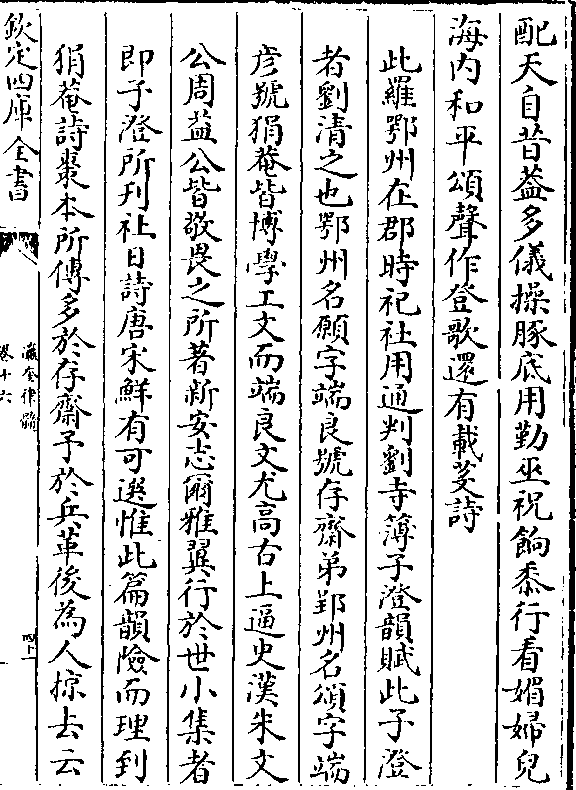 配天自昔葢多儀操豚底用勤巫祝餉黍行看媚婦兒
海内和平頌聲作登歌還有載芟詩
此羅鄂州在郡時祀社用通判劉寺簿子澄韻賦此子澄
者劉清之也鄂州名願字端良號存齋弟郢州名頌字端
彦號狷菴皆博學工文而端良文尤高古上逼史漢朱文
公周益公皆敬畏之所著新安志爾雅翼行於世小集者
即子澄所刋社日詩唐宋鮮有可選惟此篇韻險而理到
狷菴詩藁本所傳多於存齋予於兵革後為人掠去云
欽定四庫全書
瀛奎律髓
卷十六
四十